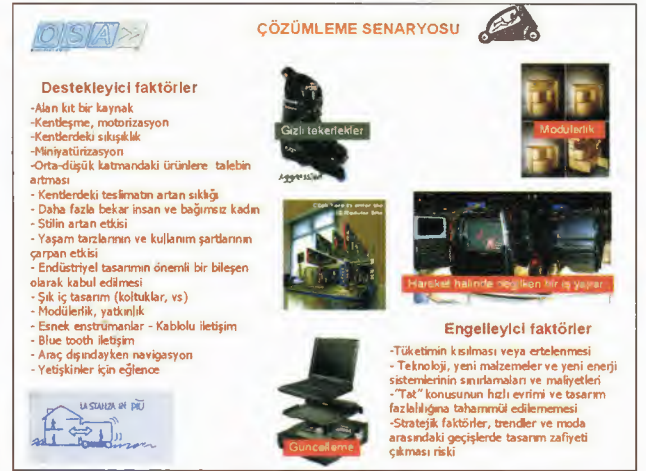 OSA
ÇÖZÜMLEME SENARYOSU
Destekleyici faktörler
-Alan kıt bir kaynak
-Kentleşme, motorizasyon
-Kentlerdeki sıkışıklık
-Miniyatürizasyon
-Orta-düşük katmandaki ürünlere talebin
artması
- Kentlerdeki teslimatın artan sıklığı
- Daha fazla bekar insan ve bağımsız kadın
- Stilin artan etkisi
- Yaşam tarzlarının ve kullanım şartlarının
çarpan etkisi
- Endüstriyel tasarımın önemli bir bileşen
olarak kabul edilmesi
- Şık iç tasarım (koltuklar, vs)
- Modülerlik, yatkınlık
- Esnek enstrümanlar - Kablolu iletişim
- Blue tooth iletişim
- Araç dışındayken navigasyon
- Yetişkinler için eğlence
LA STANZA IN PIÙ
Gizli tekerlekler
Aggression
Modülerlik
Hareket halinde değilken bir iş yapar
Güncelleme
Engelleyici faktörler
-Tüketimin kısılması veya ertelenmesi
- Teknoloji, yeni malzemeler ve yeni enerji
sistemlerinin sınırlamaları ve maliyetleri
-"Tat" konusunun hızlı evrimi ve tasarım
fazlalılığına tahammül edilememesi
-Stratejik faktörler, trendler ve moda
arasındaki geçişlerde tasarım zafiyeti
çıkması riski